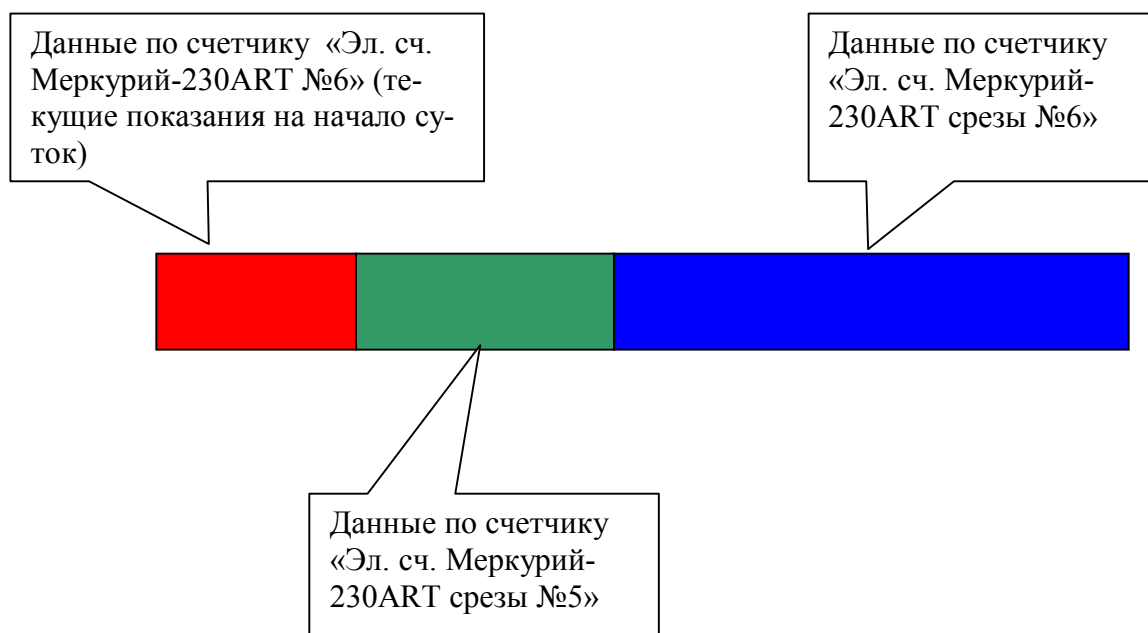 Данные по счетчику «Эл. сч.
Меркурий-230ART №6» (те-
кущие показания на начало су-
ток)
Данные по счетчику
«Эл. сч. Меркурий-
230ART срезы №6»
Данные по счетчику
«Эл. сч. Меркурий-
230ART срезы №5»